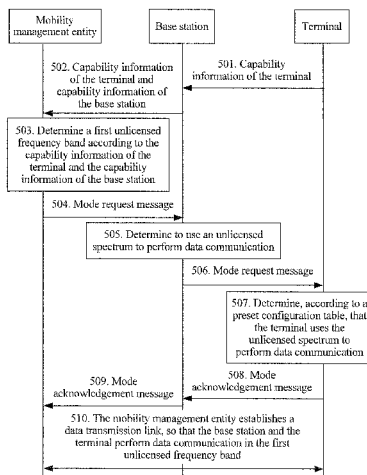 Mobility
management entity
Base station
Terminal
501. Capability
information of the terminal
502. Capability information
of the terminal and
capability information of
the base station
503. Determine a first unlicensed
frequency band according to the
capability information of the
terminal and the capability
information of the base station
504. Mode request message
505. Determine to use an unlicensed
spectrum to perform data communication
506. Mode request message
507. Determine, according to a
preset configuration table, that
the terminal uses the
unlicensed spectrum to
perform data communication
508. Mode
acknowledgement message
509. Mode
acknowledgement message
510. The mobility management entity establishes a
data transmission link, so that the base station and the
terminal perform data communication in the first
unlicensed frequency band